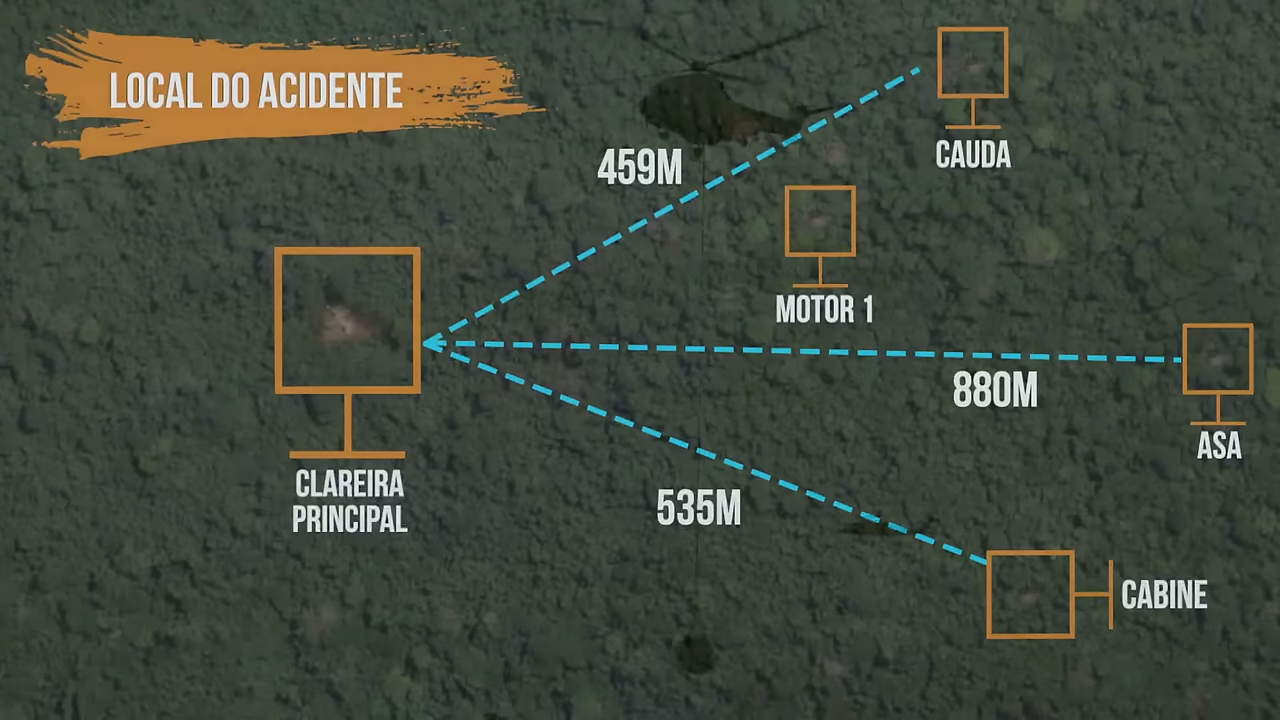 LOCAL DO ACIDENTE
CAUDA
459M
MOTOR 1
880M
ASA
CLAREIRA
PRINCIPAL
535M
CABINE